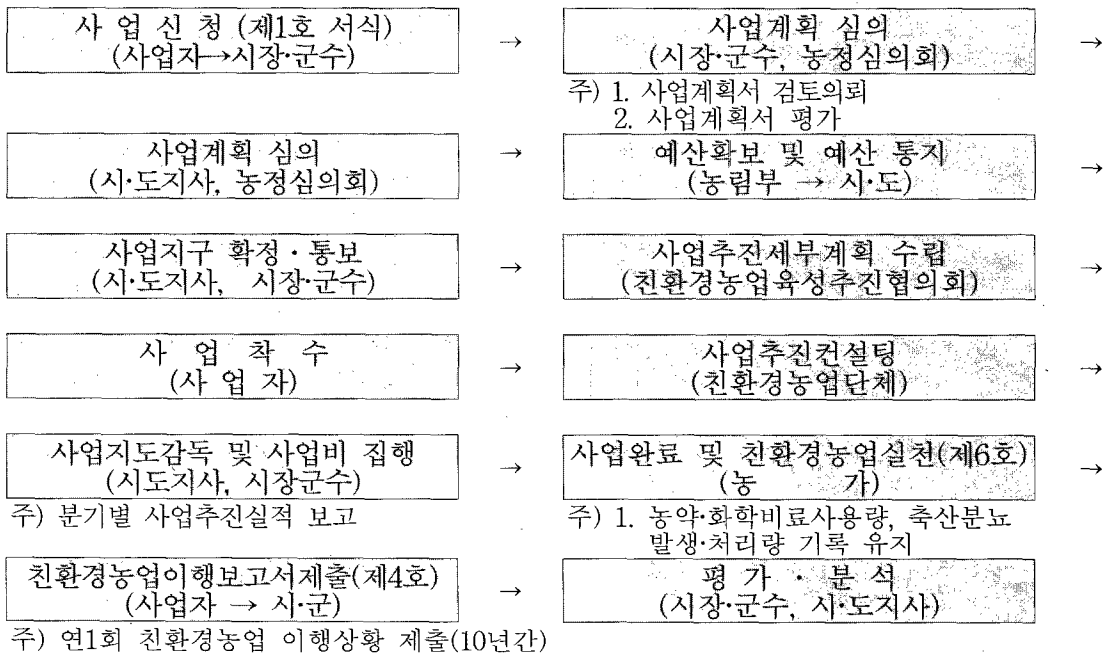 사 업 신 청 (제1호 서식)
(사업자→시장·군수)
→
사업계획 심의
(시장·군수, 농정심의회)
→
주) 1. 사업계획서 검토의뢰
2. 사업계획서 평가
사업계획 심의
(시·도지사, 농정심의회)
→
예산확보 및 예산 통지
(농림부 → 시·도)
→
사업지구 확정·통보
(시·도지사, 시장·군수)
→
사업추진세부계획 수립
(친환경농업육성추진협의회)
→
사 업 착 수
(사 업 자)
→
사업추진컨설팅
(친환경농업단체)
→
사업지도감독 및 사업비 집행
(시도지사, 시장군수)
→
주) 분기별 사업추진실적 보고
사업완료 및 친환경농업실천(제6호)
(농 가)
→
주) 1. 농약·화학비료사용량, 축산분뇨
발생·처리량 기록 유지
친환경농업이행보고서제출(제4호)
(사업자 → 시·군)
→
주) 연1회 친환경농업 이행상황 제출(10년간)
평 가 · 분 석
(시장·군수, 시·도지사)